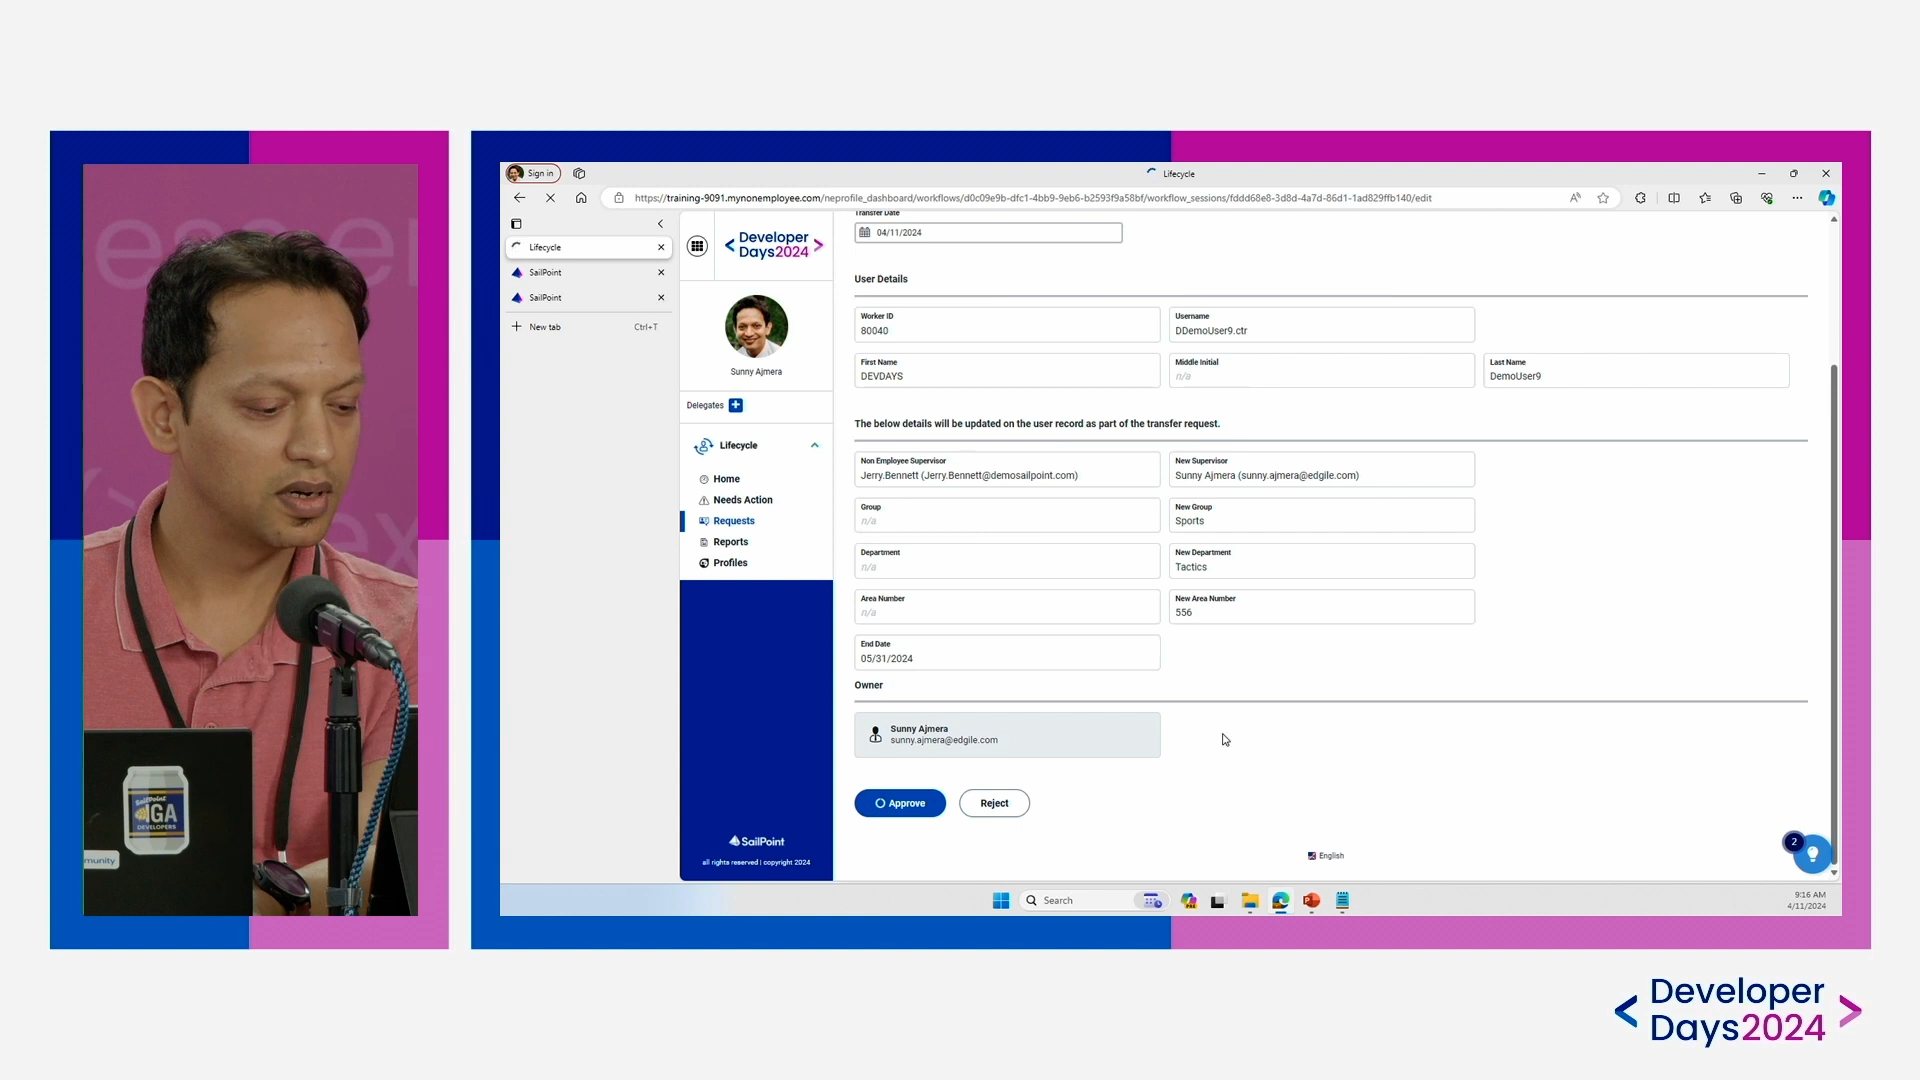 Sign in
Lifecycle
https://training-9091.mynonemployee.com/neprofile_dashboard/workflows/d0c09e9b-dfc1-4bb9-9eb6-b2593f9a58bf/workflow_sessions/fddd68e8-3d8d-4a7d-86d1-1ad829ffb140/edit
Lifecycle
SailPoint
SailPoint
New tab Ctrl+T
< Developer
Days2024 >
Sunny Ajmera
Delegates
Lifecycle
Home
Needs Action
Requests
Reports
Profiles
SailPoint
all rights reserved | copyright 2024
Transfer Date
04/11/2024
User Details
Worker ID
80040
Username
DDemoUser9.ctr
First Name
DEVDAYS
Middle Initial
n/a
Last Name
DemoUser9
The below details will be updated on the user record as part of the transfer request.
Non Employee Supervisor
Jerry.Bennett (Jerry.Bennett@demosailpoint.com)
New Supervisor
Sunny Ajmera (sunny.ajmera@edgile.com)
Group
n/a
New Group
Sports
Department
n/a
New Department
Tactics
Area Number
n/a
New Area Number
556
End Date
05/31/2024
Owner
Sunny Ajmera
sunny.ajmera@edgile.com
Approve
Reject
English
2
Search
9:16 AM
4/11/2024
SailPoint
IGA
DEVELOPERS
munity
< Developer
Days2024 >